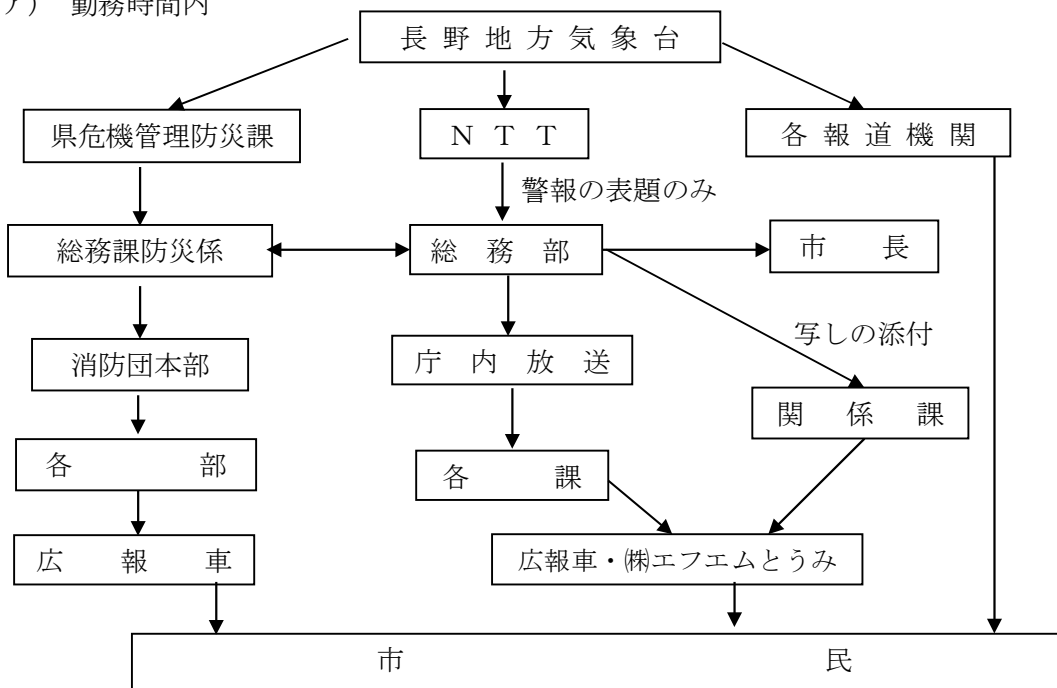 ア） 勤務時間内
長 野 地 方 気 象 台
県危機管理防災課
Ｎ Ｔ Ｔ
各 報 道 機 関
警報の表題のみ
総務課防災係
総 務 部
市 長
写しの添付
消防団本部
庁 内 放 送
関 係 課
各 部
各 課
広 報 車
広報車・㈱エフエムとうみ
市 民